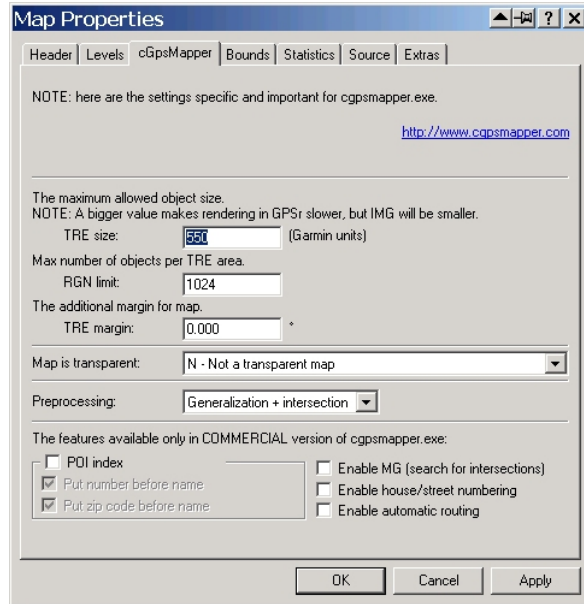 Map Properties
Header Levels cGpsMapper Bounds Statistics Source Extras
NOTE: here are the settings specific and important for cgpsmapper.exe.
http://www.cgpsmapper.com
The maximum allowed object size.
NOTE: A bigger value makes rendering in GPSr slower, but IMG will be smaller.
TRE size: 550 (Garmin units)
Max number of objects per TRE area.
RGN limit: 1024
The additional margin for map.
TRE margin: 0.000 °
Map is transparent: N - Not a transparent map
Preprocessing: Generalization + intersection
The features available only in COMMERCIAL version of cgpsmapper.exe:
POI index
Put number before name
Put zip code before name
Enable MG (search for intersections)
Enable house/street numbering
Enable automatic routing
OK Cancel Apply